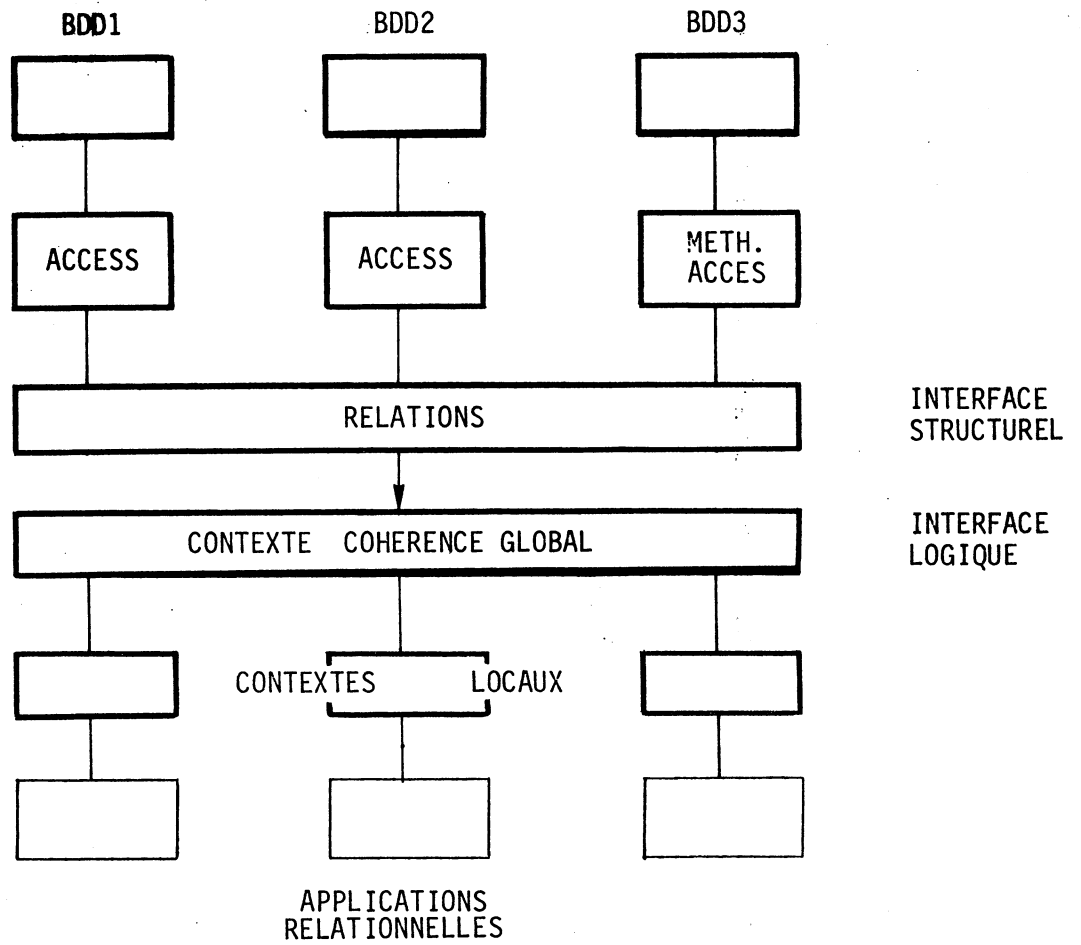 BDD1 BDD2 BDD3
ACCESS ACCESS METH.
ACCES
RELATIONS
INTERFACE
STRUCTUREL
CONTEXTE COHERENCE GLOBAL
INTERFACE
LOGIQUE
CONTEXTES LOCAUX
APPLICATIONS
RELATIONNELLES